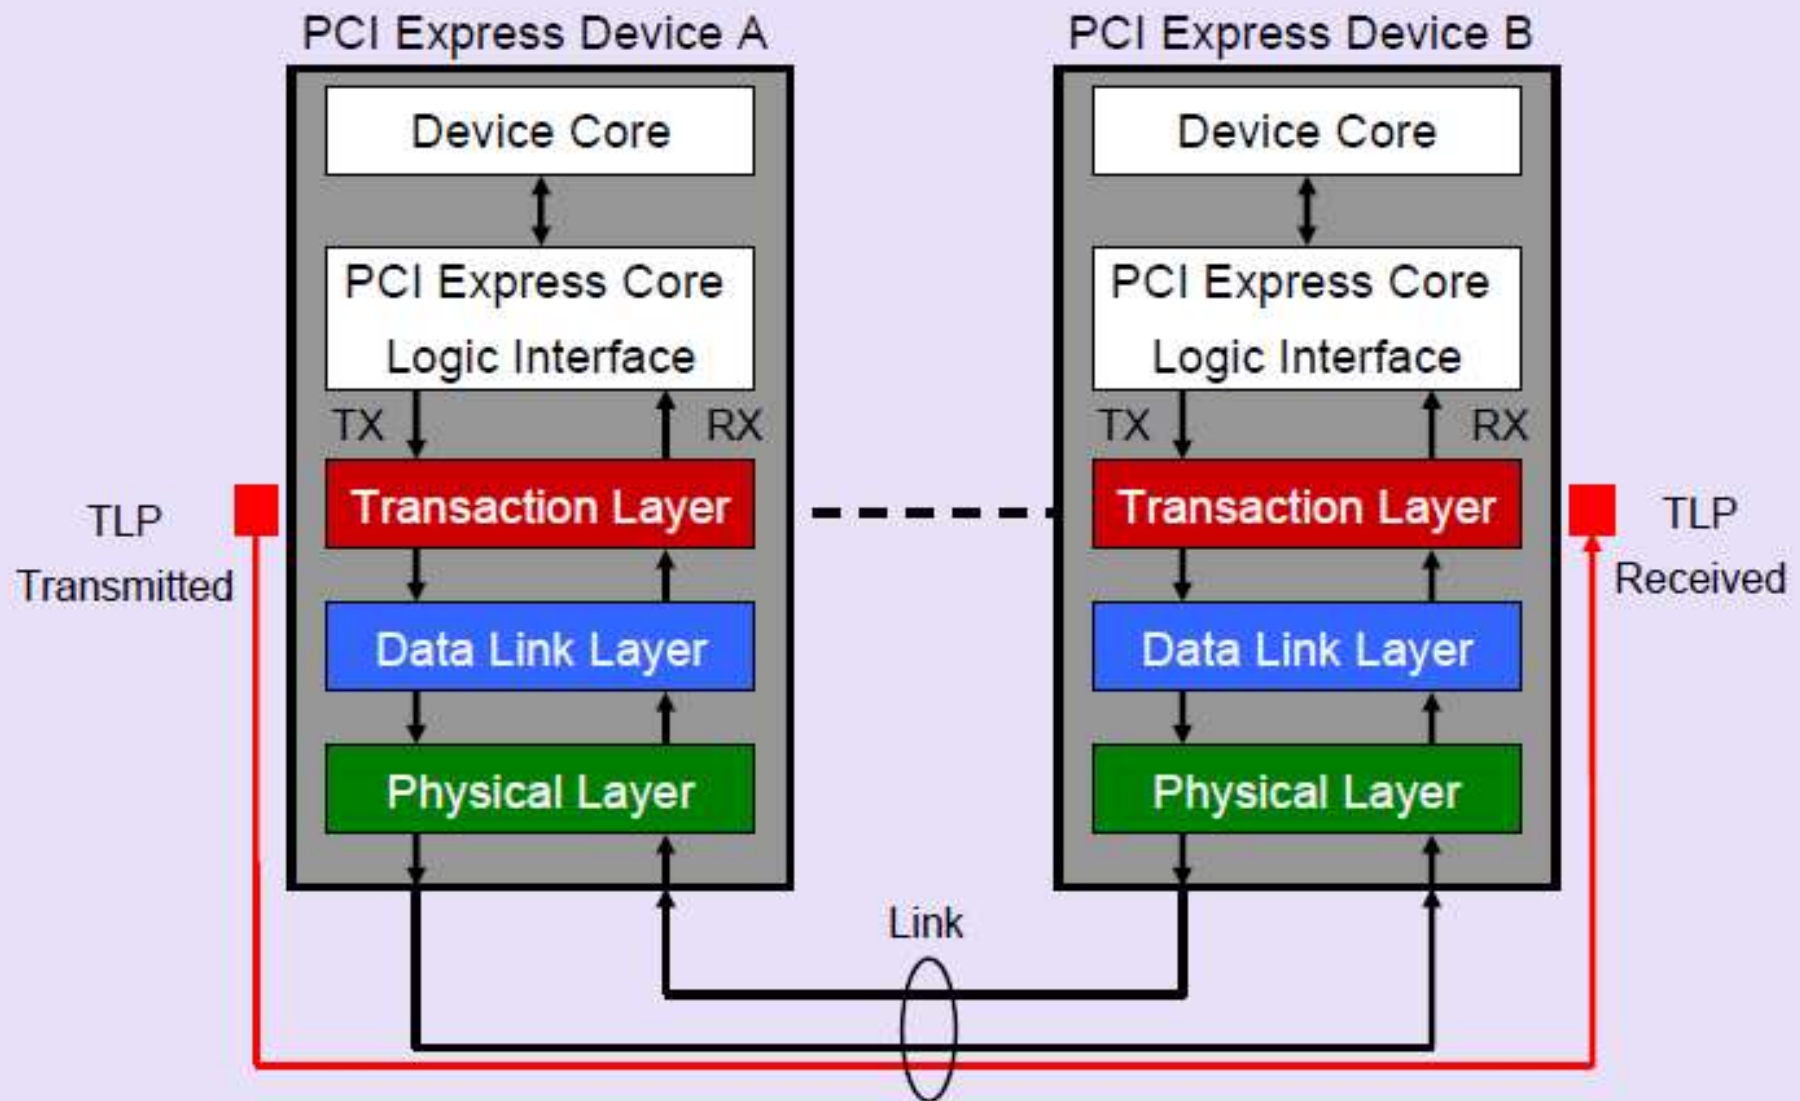 PCI Express Device A
PCI Express Device B
Device Core
Device Core
PCI Express Core
Logic Interface
PCI Express Core
Logic Interface
TX
RX
TX
RX
TLP
Transmitted
Transaction Layer
Transaction Layer
TLP
Received
Data Link Layer
Data Link Layer
Physical Layer
Physical Layer
Link